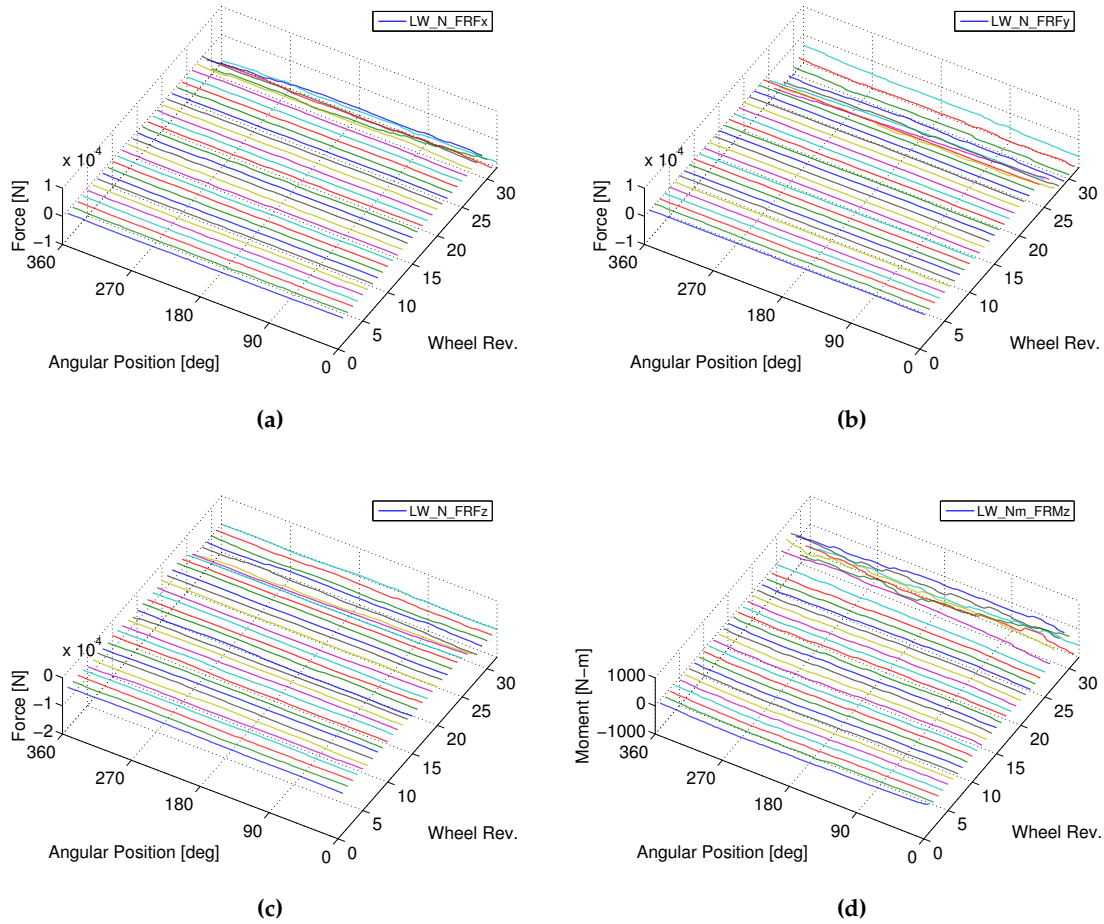 LW_N_FRFx
x 10^4
Force [N]
1
0
−1
360
270
180
90
0
Angular Position [deg]
0
5
10
15
20
25
30
Wheel Rev.
(a)
LW_N_FRFy
x 10^4
Force [N]
1
0
−1
360
270
180
90
0
Angular Position [deg]
0
5
10
15
20
25
30
Wheel Rev.
(b)
LW_N_FRFz
x 10^4
Force [N]
0
−1
−2
360
270
180
90
0
Angular Position [deg]
0
5
10
15
20
25
30
Wheel Rev.
(c)
LW_Nm_FRMz
Moment [N−m]
1000
0
−1000
360
270
180
90
0
Angular Position [deg]
0
5
10
15
20
25
30
Wheel Rev.
(d)